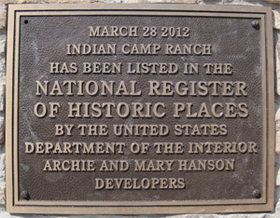 MARCH 28 2012
INDIAN CAMP RANCH
HAS BEEN LISTED IN THE
NATIONAL REGISTER
OF HISTORIC PLACES
BY THE UNITED STATES
DEPARTMENT OF THE INTERIOR
ARCHIE AND MARY HANSON
DEVELOPERS